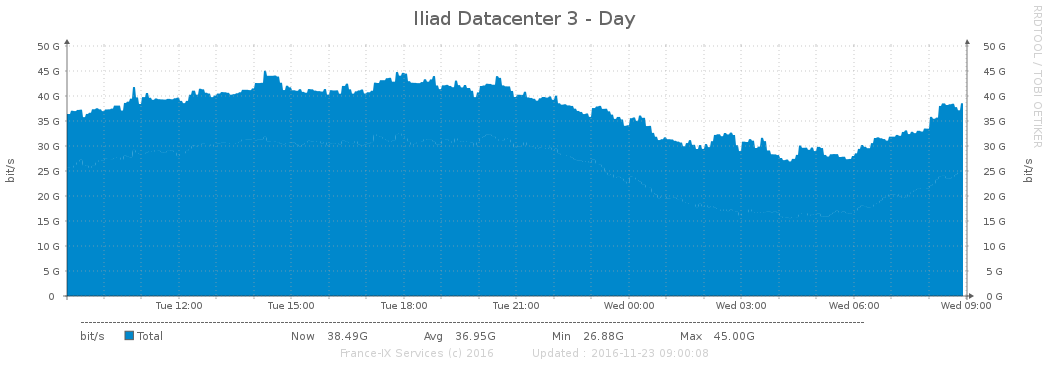 Iliad Datacenter 3 - Day
RRDTOOL / TOBI OETIKER
50 G 50 G
45 G 45 G
40 G 40 G
35 G 35 G
30 G 30 G
25 G 25 G
20 G 20 G
15 G 15 G
10 G 10 G
5 G 5 G
0 0 G
bit/s bit/s
Tue 12:00 Tue 15:00 Tue 18:00 Tue 21:00 Wed 00:00 Wed 03:00 Wed 06:00 Wed 09:00
bit/s Total Now 38.49G Avg 36.95G Min 26.88G Max 45.00G
France-IX Services (c) 2016 Updated : 2016-11-23 09:00:08